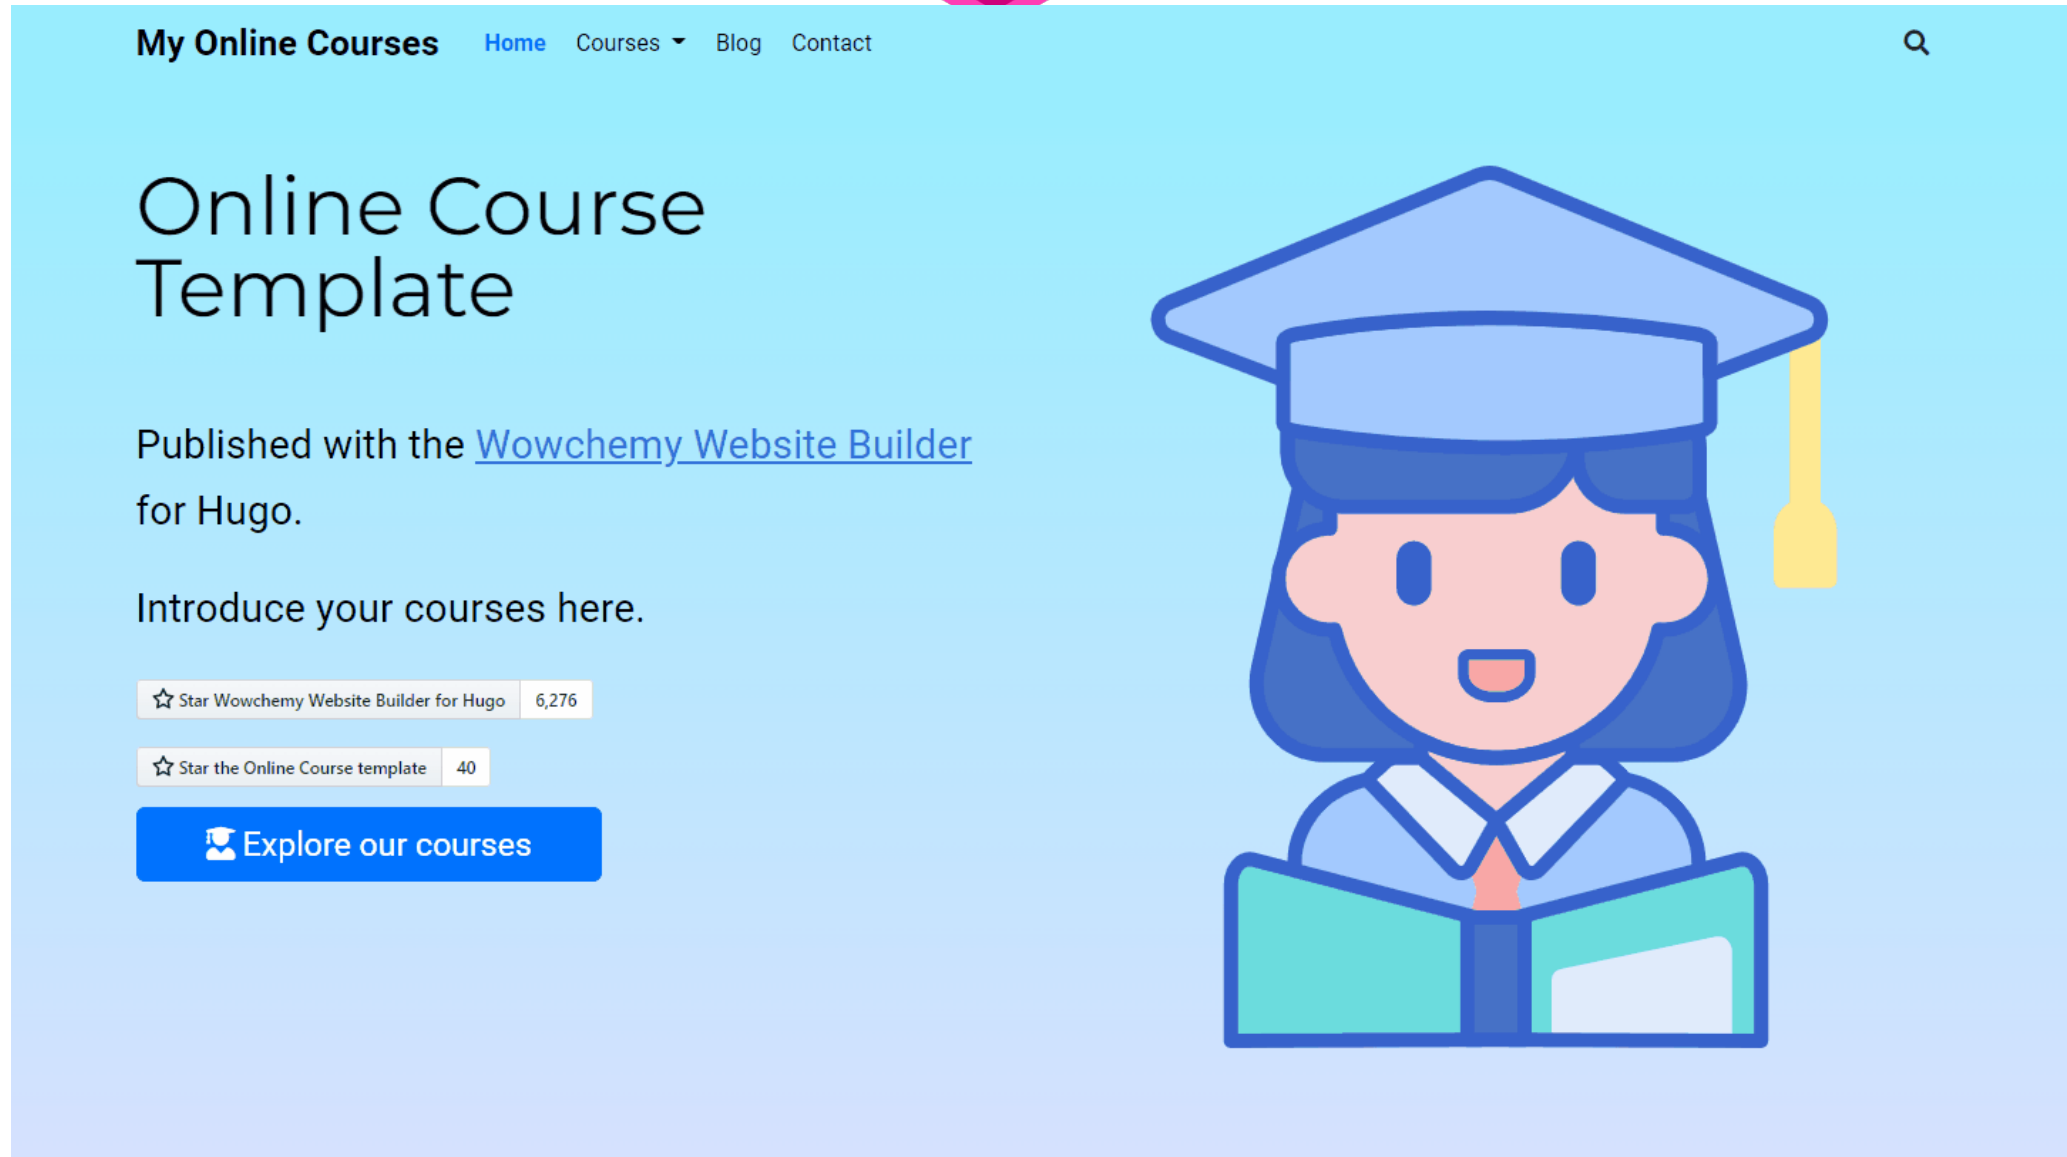 My Online Courses Home Courses Blog Contact
Online Course
Template
Published with the Wowchemy Website Builder
for Hugo.
Introduce your courses here.
Star Wowchemy Website Builder for Hugo 6,276
Star the Online Course template 40
Explore our courses